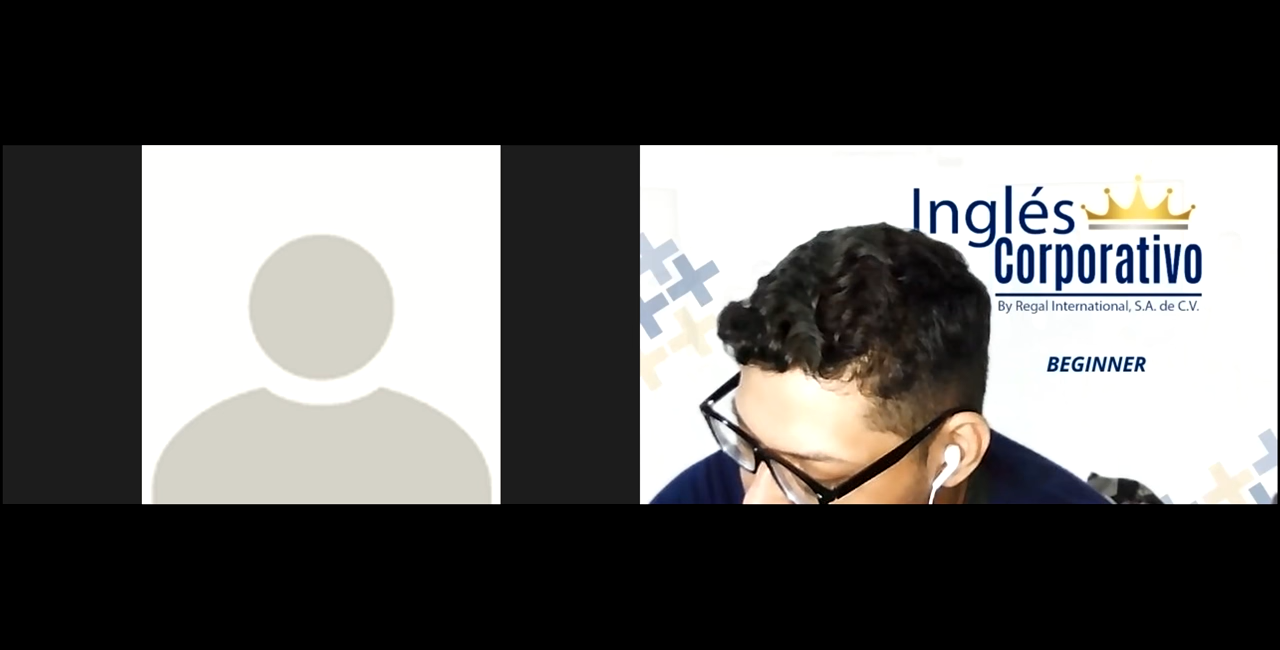 Inglés
Corporativo
By Regal International, S.A. de C.V.
BEGINNER